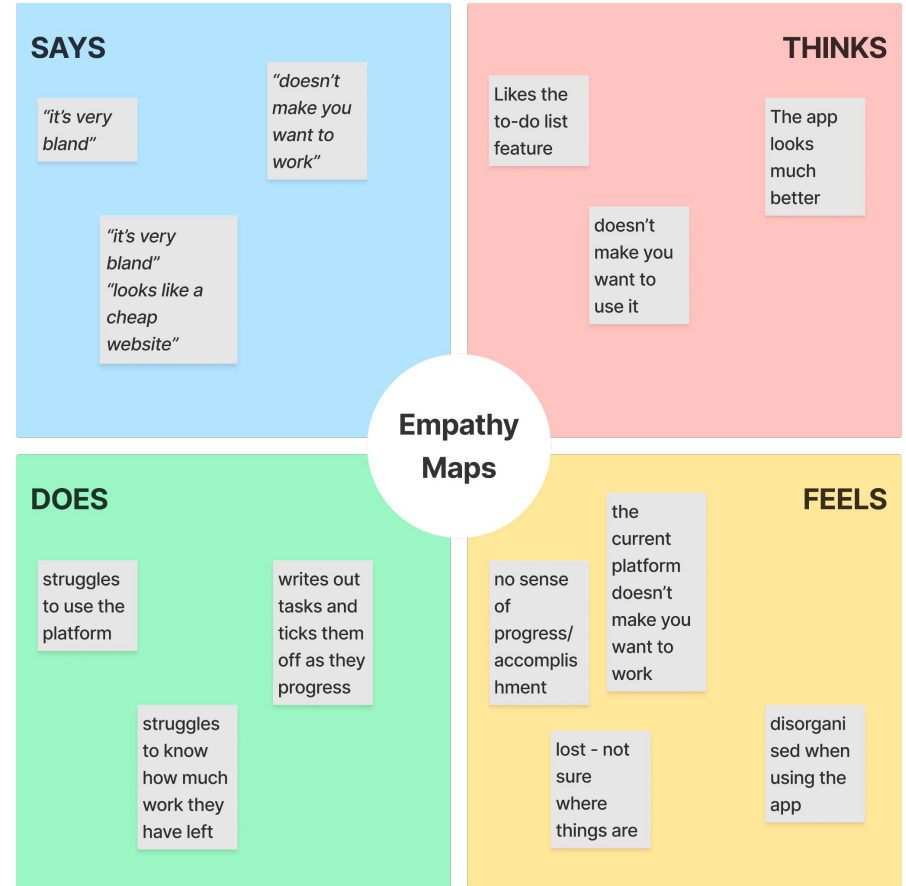 SAYS
“it’s very
bland”
“doesn’t
make you
want to
work”
“it’s very
bland”
“looks like a
cheap
website”
THINKS
Likes the
to-do list
feature
The app
looks
much
better
doesn’t
make you
want to
use it
Empathy
Maps
DOES
struggles
to use the
platform
writes out
tasks and
ticks them
off as they
progress
struggles
to know
how much
work they
have left
FEELS
no sense
of
progress/
accomplis
hment
the
current
platform
doesn’t
make you
want to
work
lost - not
sure
where
things are
disorgani
sed when
using the
app